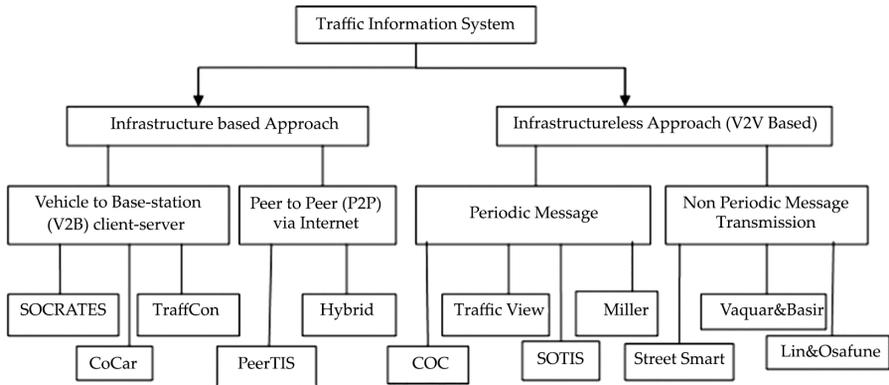 Traffic Information System
Infrastructure based Approach
Infrastructureless Approach (V2V Based)
Vehicle to Base-station
(V2B) client-server
Peer to Peer (P2P)
via Internet
Periodic Message
Non Periodic Message
Transmission
SOCRATES
TraffCon
Hybrid
Traffic View
Miller
Vaquar&Basir
CoCar
PeerTIS
COC
SOTIS
Street Smart
Lin&Osafune